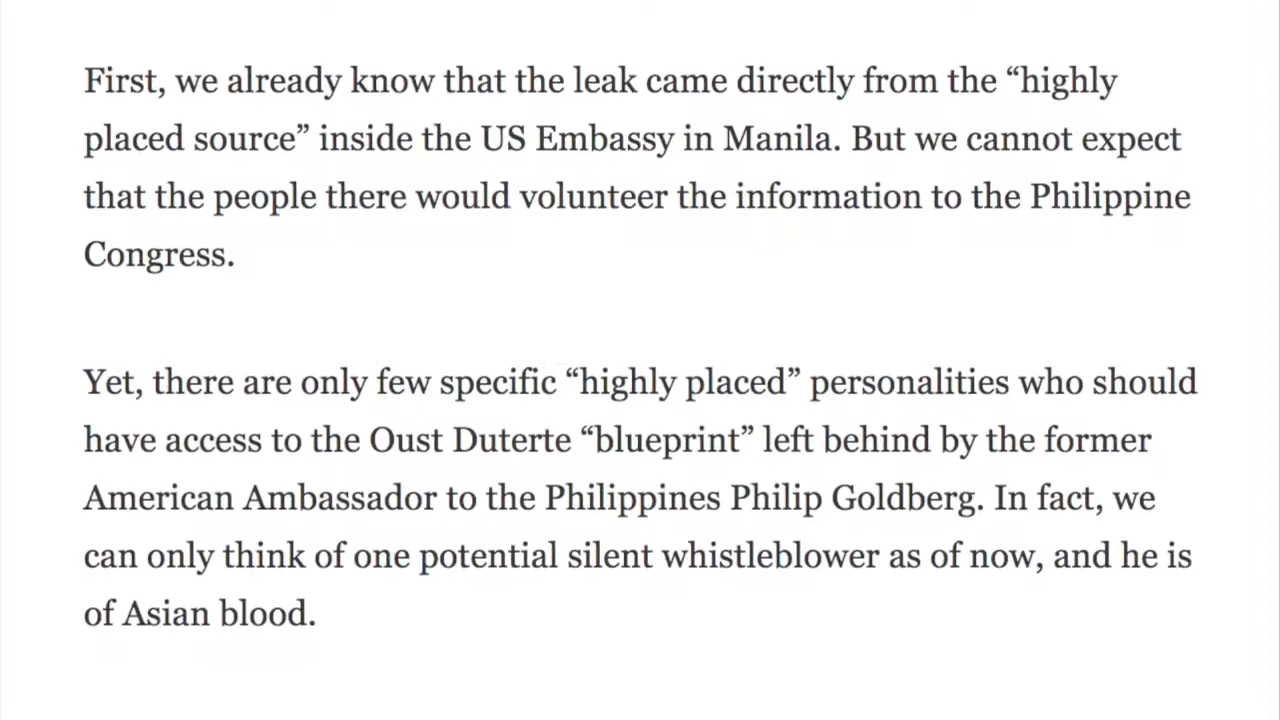 First, we already know that the leak came directly from the “highly
placed source” inside the US Embassy in Manila. But we cannot expect
that the people there would volunteer the information to the Philippine
Congress.
Yet, there are only few specific “highly placed” personalities who should
have access to the Oust Duterte “blueprint” left behind by the former
American Ambassador to the Philippines Philip Goldberg. In fact, we
can only think of one potential silent whistleblower as of now, and he is
of Asian blood.